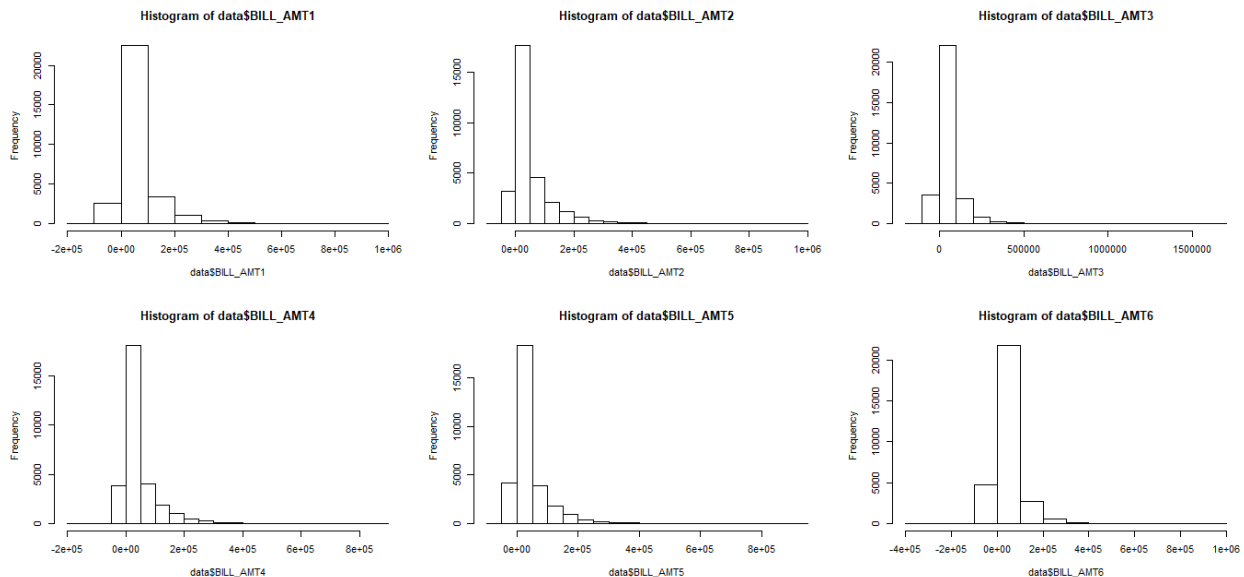 Histogram of data$BILL_AMT1
Frequency
20000
15000
10000
5000
0
-2e+05 0e+00 2e+05 4e+05 6e+05 8e+05 1e+06
data$BILL_AMT1
Histogram of data$BILL_AMT2
Frequency
15000
10000
5000
0
0e+00 2e+05 4e+05 6e+05 8e+05 1e+06
data$BILL_AMT2
Histogram of data$BILL_AMT3
Frequency
20000
15000
10000
5000
0
0 500000 1000000 1500000
data$BILL_AMT3
Histogram of data$BILL_AMT4
Frequency
15000
10000
5000
0
-2e+05 0e+00 2e+05 4e+05 6e+05 8e+05
data$BILL_AMT4
Histogram of data$BILL_AMT5
Frequency
15000
10000
5000
0
0e+00 2e+05 4e+05 6e+05 8e+05
data$BILL_AMT5
Histogram of data$BILL_AMT6
Frequency
20000
15000
10000
5000
0
-4e+05 -2e+05 0e+00 2e+05 4e+05 6e+05 8e+05 1e+06
data$BILL_AMT6